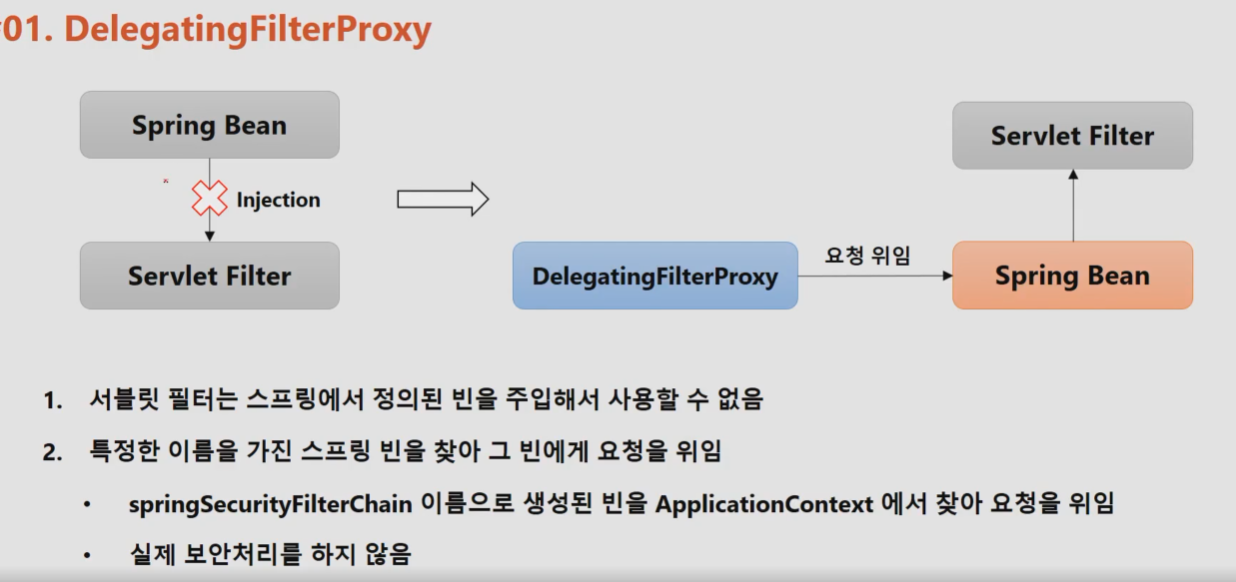 01. DelegatingFilterProxy
Spring Bean
Injection
Servlet Filter
DelegatingFilterProxy
요청 위임
Servlet Filter
Spring Bean
1. 서블릿 필터는 스프링에서 정의된 빈을 주입해서 사용할 수 없음
2. 특정한 이름을 가진 스프링 빈을 찾아 그 빈에게 요청을 위임
• springSecurityFilterChain 이름으로 생성된 빈을 ApplicationContext 에서 찾아 요청을 위임
• 실제 보안처리를 하지 않음